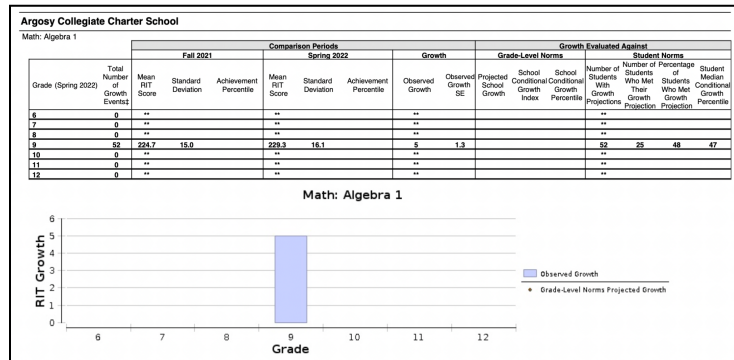 Argosy Collegiate Charter School
Math: Algebra 1
Comparison Periods Growth Evaluated Against
Fall 2021 Spring 2022 Growth Grade-Level Norms Student Norms
Grade (Spring 2022) Total Number of Growth Events‡ Mean RIT Score Standard Deviation Achievement Percentile Mean RIT Score Standard Deviation Achievement Percentile Observed Growth Observed Growth SE Projected School Growth School Conditional Growth Index School Conditional Growth Percentile Number of Students With Growth Projections Number of Students Who Met Their Growth Projection Percentage of Students Who Met Growth Projection Student Median Conditional Growth Percentile
6 0 ** ** ** **
7 0 ** ** ** **
8 0 ** ** ** **
9 52 224.7 15.0 229.3 16.1 5 1.3 52 25 48 47
10 0 ** ** ** **
11 0 ** ** ** **
12 0 ** ** ** **
Math: Algebra 1
6
5
4
3
2
1
0
RIT Growth
6 7 8 9 10 11 12
Grade
Observed Growth
Grade-Level Norms Projected Growth